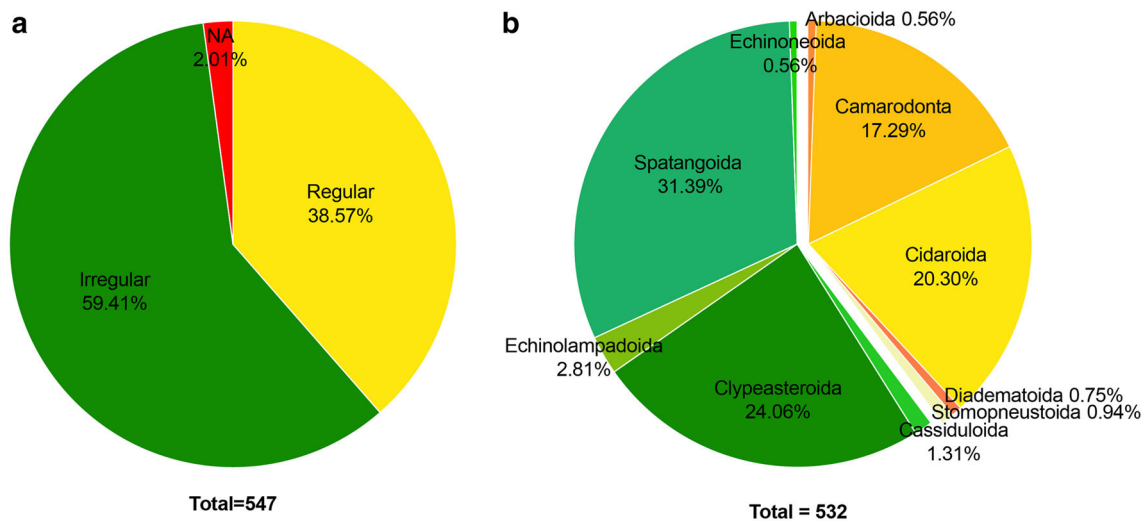 a
NA
2.01%
Regular
38.57%
Irregular
59.41%
Total=547
b
Arbacioida 0.56%
Echinoneoida
0.56%
Camarodonta
17.29%
Spatangoida
31.39%
Cidaroida
20.30%
Echinolampadoida
2.81%
Clypeasteroida
24.06%
Diadematoida 0.75%
Stomopneustoida 0.94%
Cassiduloida
1.31%
Total = 532